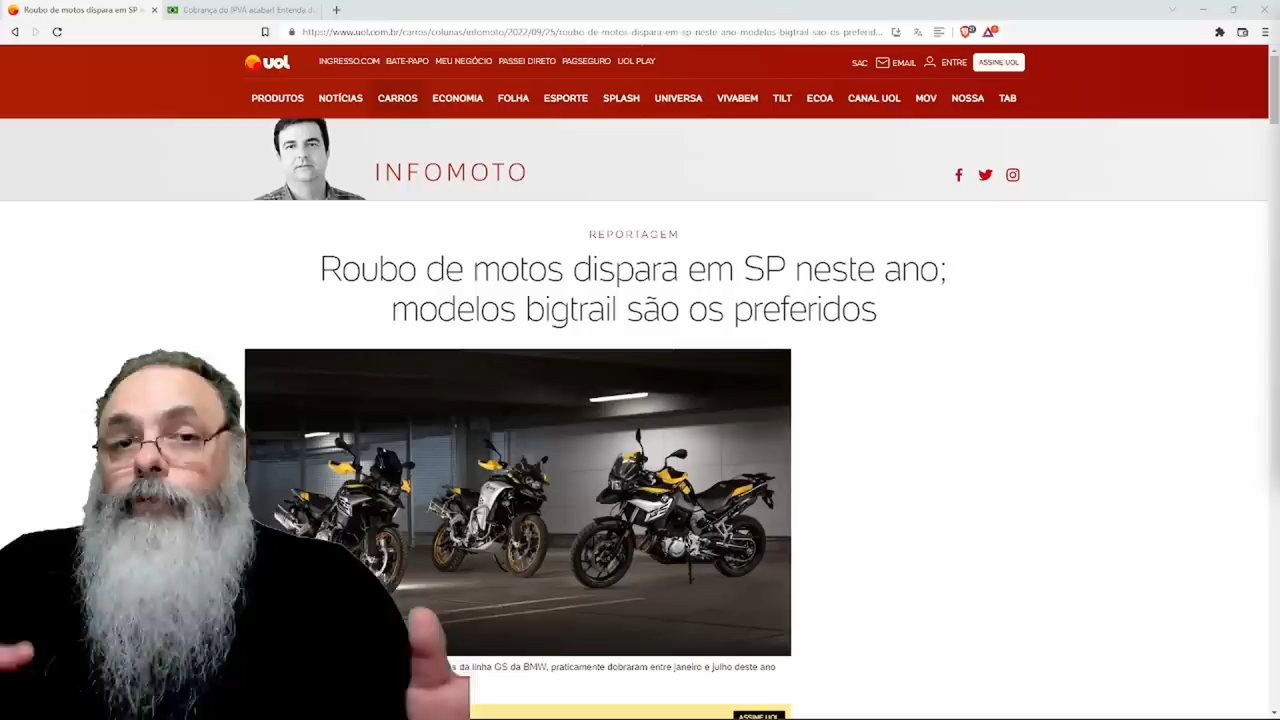 Roubo de motos dispara em SP n
Cobrança do IPVA acabar! Entenda d
https://www.uol.com.br/carros/colunas/infomoto/2022/09/25/roubo-de-motos-dispara-em-sp-neste-ano-modelos-bigtrail-sao-os-preferid...
UOL
INGRESSO.COM BATE-PAPO MEU NEGÓCIO PASSEI DIRETO PAGSEGURO UOL PLAY
SAC EMAIL ENTRE ASSINE UOL
PRODUTOS NOTÍCIAS CARROS ECONOMIA FOLHA ESPORTE SPLASH UNIVERSA VIVABEM TILT ECOA CANAL UOL MOV NOSSA TAB
INFOMOTO
REPORTAGEM
Roubo de motos dispara em SP neste ano;
modelos bigtrail são os preferidos
da linha GS da BMW, praticamente dobraram entre janeiro e julho deste ano
ASSINE UOL